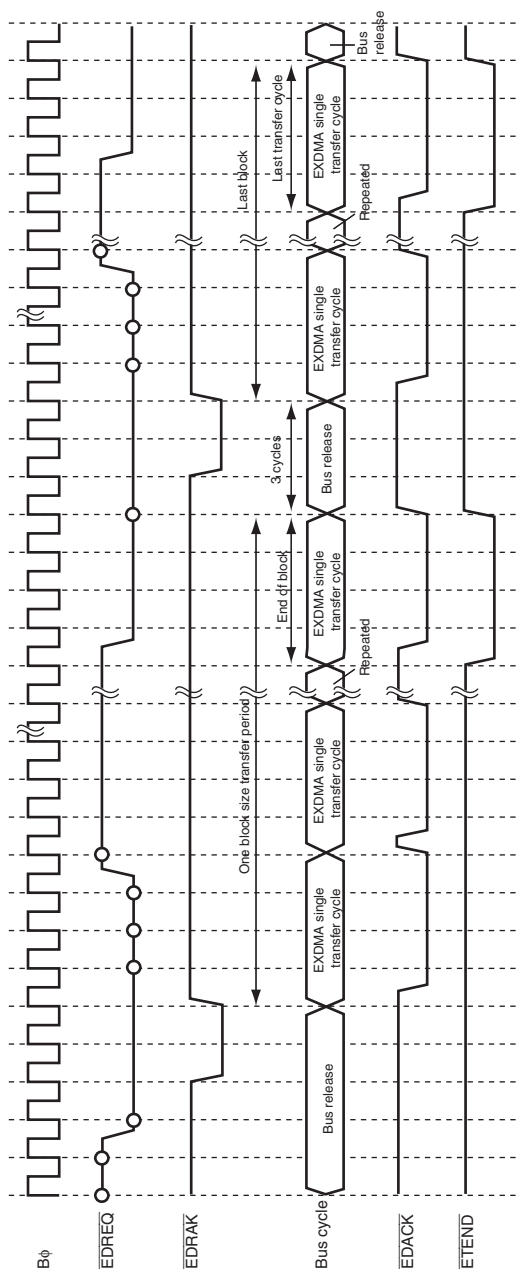 Bϕ
EDREQ
EDRAK
One block size transfer period
Last block
End of block
3 cycles
Last transfer cycle
Bus cycle
Bus release
EXDMA single
transfer cycle
EXDMA single
transfer cycle
Repeated
EXDMA single
transfer cycle
Bus release
EXDMA single
transfer cycle
Repeated
EXDMA single
transfer cycle
Bus
release
EDACK
ETEND